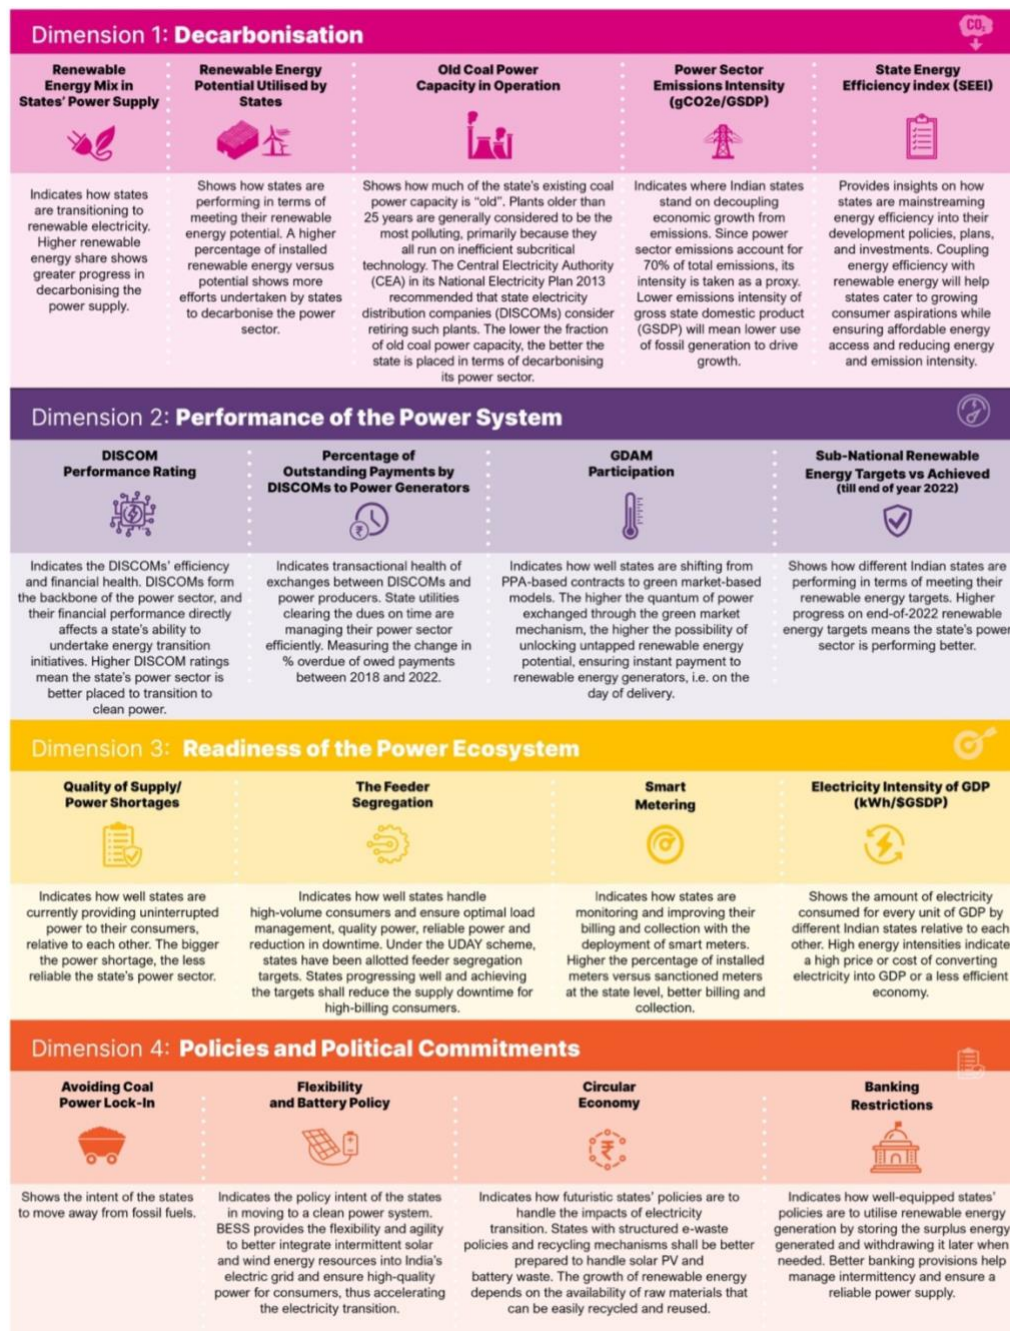 Dimension 1: Decarbonisation
CO₂
Renewable
Energy Mix in
States' Power Supply
Indicates how states
are transitioning to
renewable electricity.
Higher renewable
energy share shows
greater progress in
decarbonising the
power supply.
Renewable Energy
Potential Utilised by
States
Shows how states are
performing in terms of
meeting their renewable
energy potential. A higher
percentage of installed
renewable energy versus
potential shows more
efforts undertaken by states
to decarbonise the power
sector.
Old Coal Power
Capacity in Operation
Shows how much of the state's existing coal
power capacity is "old". Plants older than
25 years are generally considered to be the
most polluting, primarily because they
all run on inefficient subcritical
technology. The Central Electricity Authority
(CEA) in its National Electricity Plan 2013
recommended that state electricity
distribution companies (DISCOMs) consider
retiring such plants. The lower the fraction
of old coal power capacity, the better the
state is placed in terms of decarbonising
its power sector.
Power Sector
Emissions Intensity
(gCO2e/GSDP)
Indicates where Indian states
stand on decoupling
economic growth from
emissions. Since power
sector emissions account for
70% of total emissions, its
intensity is taken as a proxy.
Lower emissions intensity of
gross state domestic product
(GSDP) will mean lower use
of fossil generation to drive
growth.
State Energy
Efficiency index (SEEI)
Provides insights on how
states are mainstreaming
energy efficiency into their
development policies, plans,
and investments. Coupling
energy efficiency with
renewable energy will help
states cater to growing
consumer aspirations while
ensuring affordable energy
access and reducing energy
and emission intensity.
Dimension 2: Performance of the Power System
DISCOM
Performance Rating
Indicates the DISCOMs' efficiency
and financial health. DISCOMs form
the backbone of the power sector, and
their financial performance directly
affects a state's ability to
undertake energy transition
initiatives. Higher DISCOM ratings
mean the state's power sector is
better placed to transition to
clean power.
Percentage of
Outstanding Payments by
DISCOMs to Power Generators
₹
Indicates transactional health of
exchanges between DISCOMs and
power producers. State utilities
clearing the dues on time are
managing their power sector
efficiently. Measuring the change in
% overdue of owed payments
between 2018 and 2022.
GDAM
Participation
Indicates how well states are shifting from
PPA-based contracts to green market-based
models. The higher the quantum of power
exchanged through the green market
mechanism, the higher the possibility of
unlocking untapped renewable energy
potential, ensuring instant payment to
renewable energy generators, i.e. on the
day of delivery.
Sub-National Renewable
Energy Targets vs Achieved
(till end of year 2022)
Shows how different Indian states are
performing in terms of meeting their
renewable energy targets. Higher
progress on end-of-2022 renewable
energy targets means the state's power
sector is performing better.
Dimension 3: Readiness of the Power Ecosystem
Quality of Supply/
Power Shortages
Indicates how well states are
currently providing uninterrupted
power to their consumers,
relative to each other. The bigger
the power shortage, the less
reliable the state's power sector.
The Feeder
Segregation
Indicates how well states handle
high-volume consumers and ensure optimal load
management, quality power, reliable power and
reduction in downtime. Under the UDAY scheme,
states have been allotted feeder segregation
targets. States progressing well and achieving
the targets shall reduce the supply downtime for
high-billing consumers.
Smart
Metering
Indicates how states are
monitoring and improving their
billing and collection with the
deployment of smart meters.
Higher the percentage of installed
meters versus sanctioned meters
at the state level, better billing and
collection.
Electricity Intensity of GDP
(kWh/$GSDP)
Shows the amount of electricity
consumed for every unit of GDP by
different Indian states relative to each
other. High energy intensities indicate
a high price or cost of converting
electricity into GDP or a less efficient
economy.
Dimension 4: Policies and Political Commitments
Avoiding Coal
Power Lock-In
Shows the intent of the states
to move away from fossil fuels.
Flexibility
and Battery Policy
Indicates the policy intent of the states
in moving to a clean power system.
BESS provides the flexibility and agility
to better integrate intermittent solar
and wind energy resources into India's
electric grid and ensure high-quality
power for consumers, thus accelerating
the electricity transition.
Circular
Economy
₹
Indicates how futuristic states' policies are to
handle the impacts of electricity
transition. States with structured e-waste
policies and recycling mechanisms shall be better
prepared to handle solar PV and
battery waste. The growth of renewable energy
depends on the availability of raw materials that
can be easily recycled and reused.
Banking
Restrictions
Indicates how well-equipped states'
policies are to utilise renewable energy
generation by storing the surplus energy
generated and withdrawing it later when
needed. Better banking provisions help
manage intermittency and ensure a
reliable power supply.